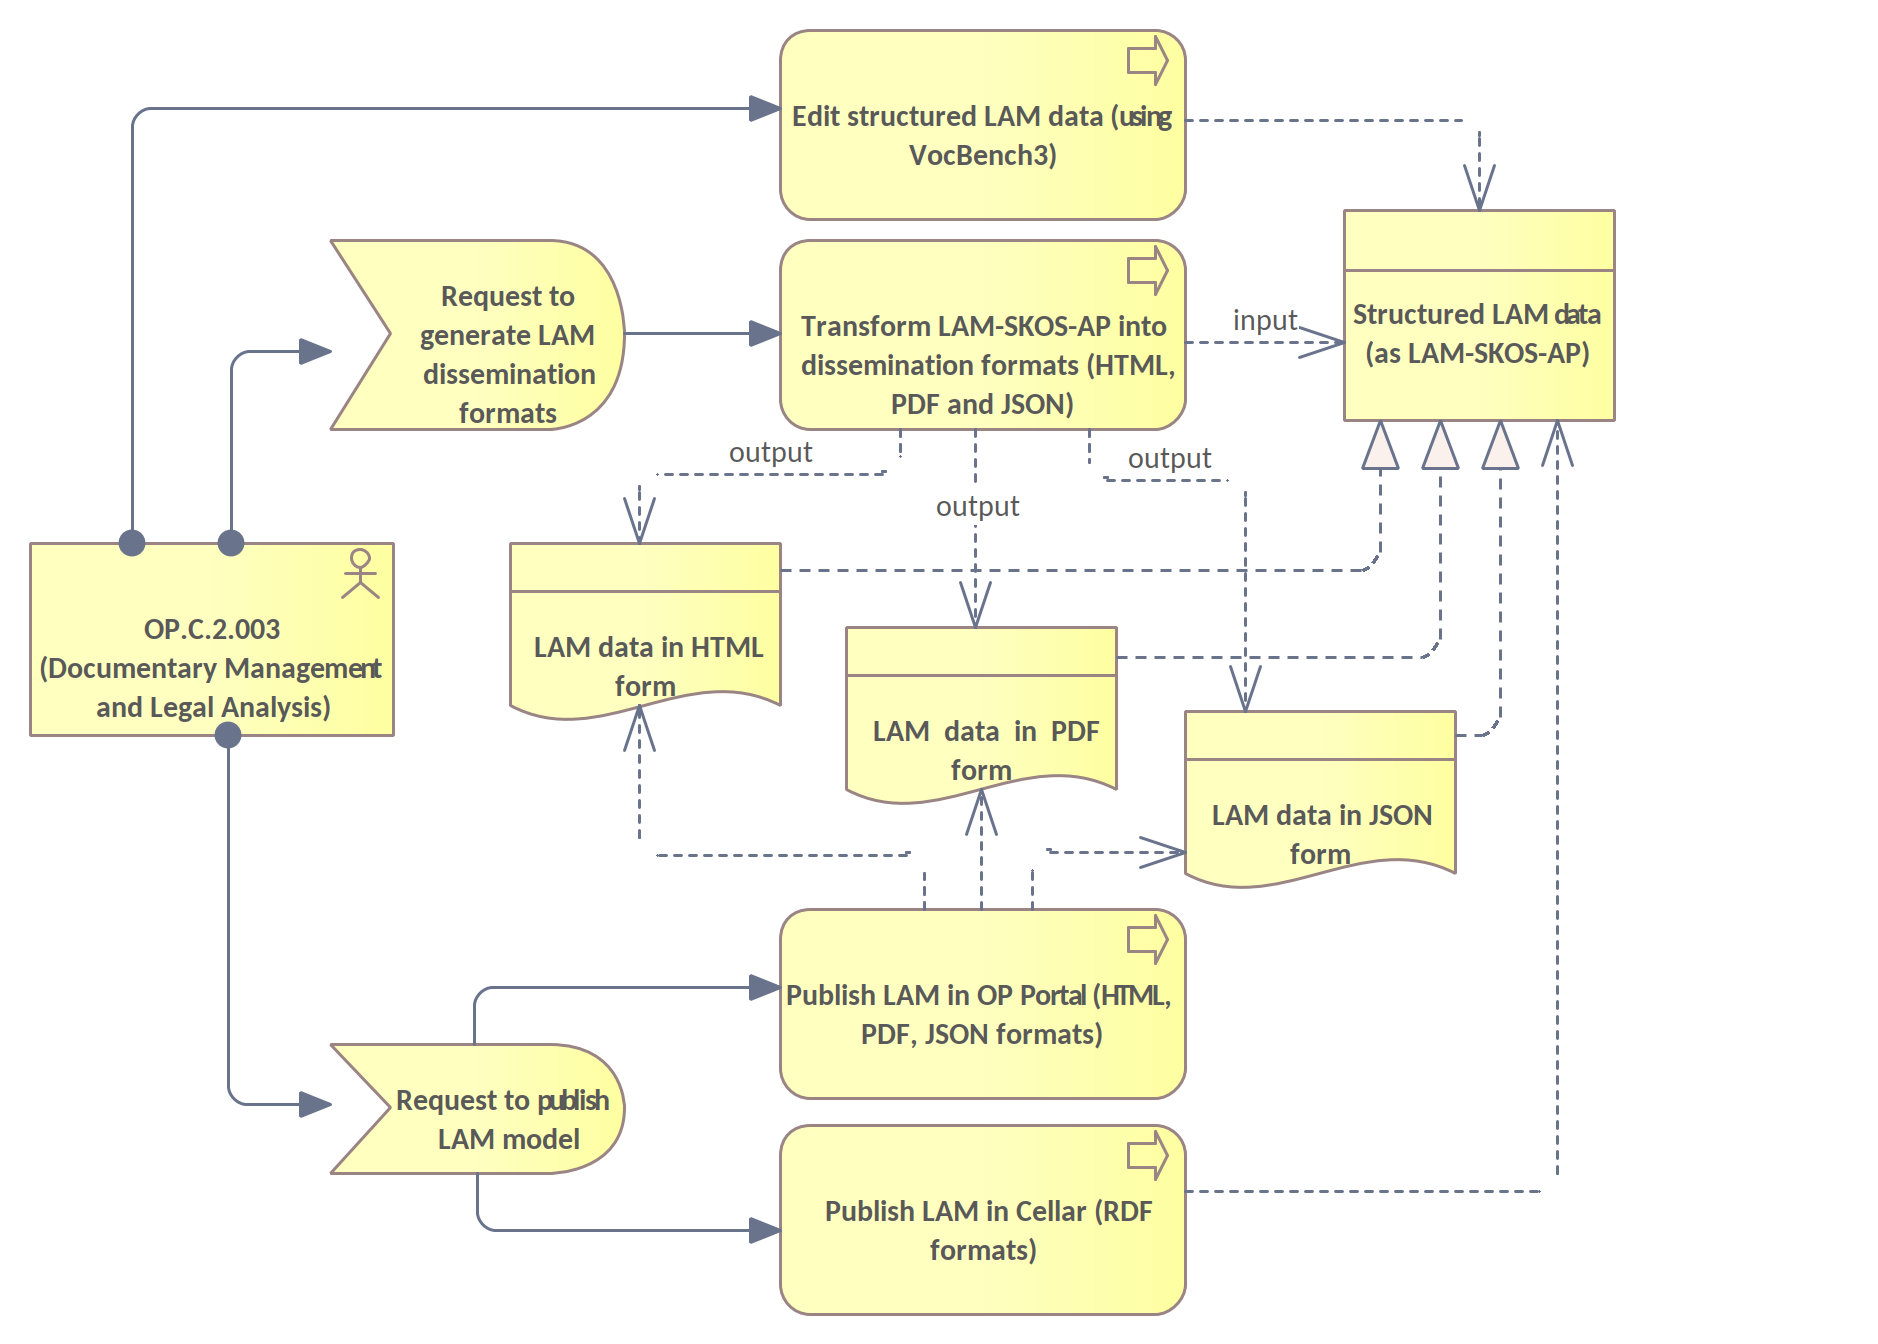 Edit structured LAM data (using
VocBench3)
Request to
generate LAM
dissemination
formats
Transform LAM-SKOS-AP into
dissemination formats (HTML,
PDF and JSON)
input
Structured LAM data
(as LAM-SKOS-AP)
output
output
output
OP.C.2.003
(Documentary Management
and Legal Analysis)
LAM data in HTML
form
LAM data in PDF
form
LAM data in JSON
form
Publish LAM in OP Portal (HTML,
PDF, JSON formats)
Request to publish
LAM model
Publish LAM in Cellar (RDF
formats)